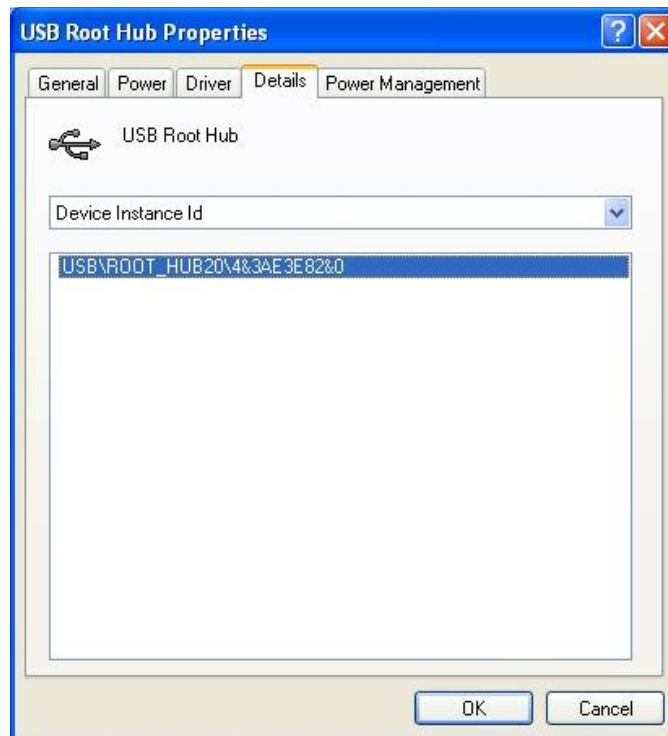 USB Root Hub Properties
General Power Driver Details Power Management
USB Root Hub
Device Instance Id
USB\ROOT_HUB20\4&3AE3E82&0
OK Cancel